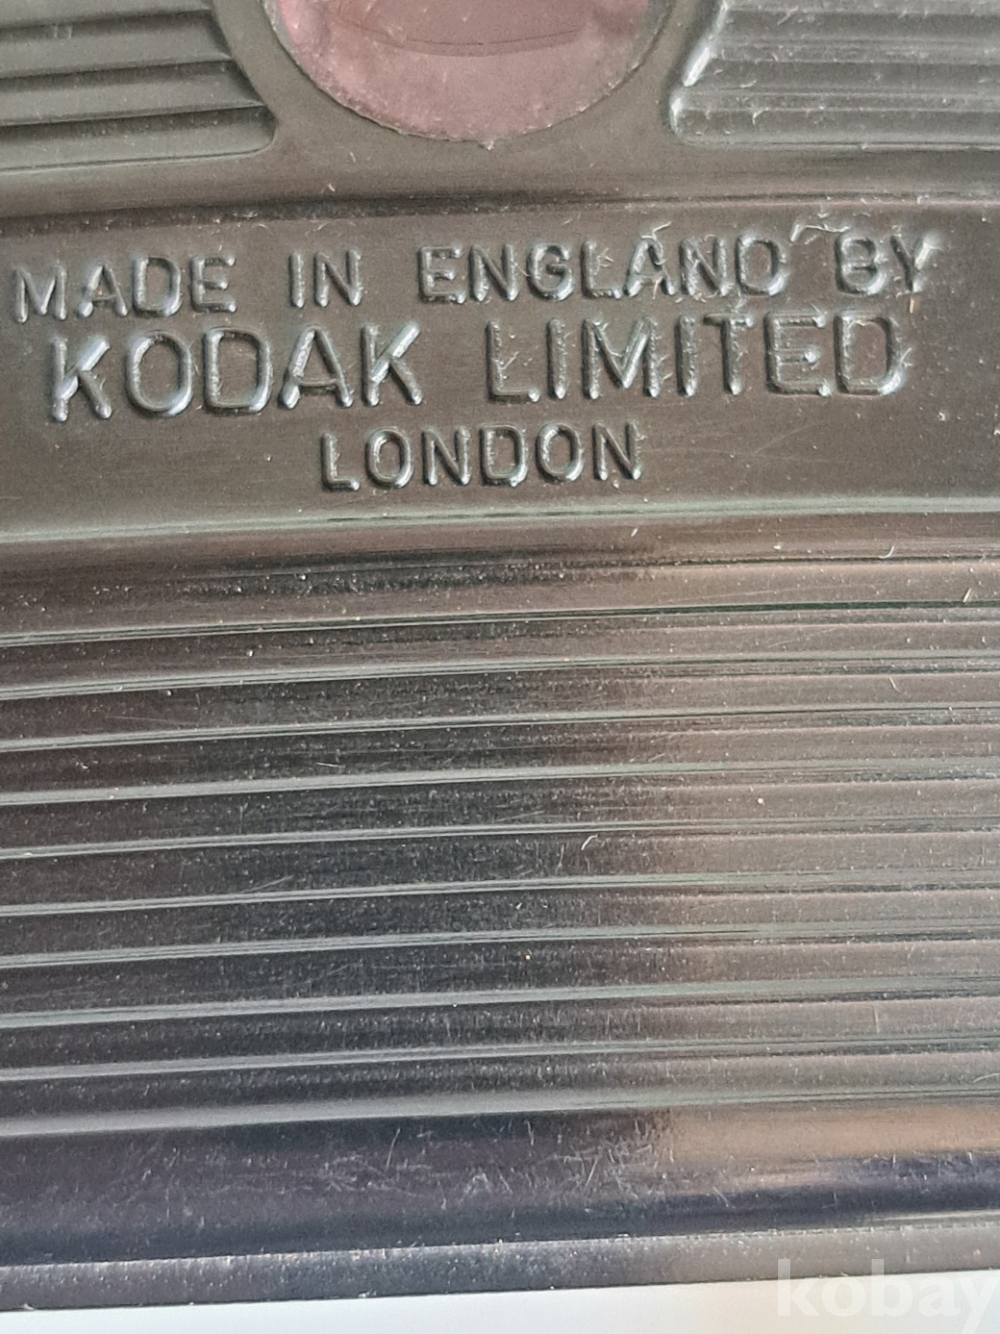 MADE IN ENGLAND BY
KODAK LIMITED
LONDON
kobay